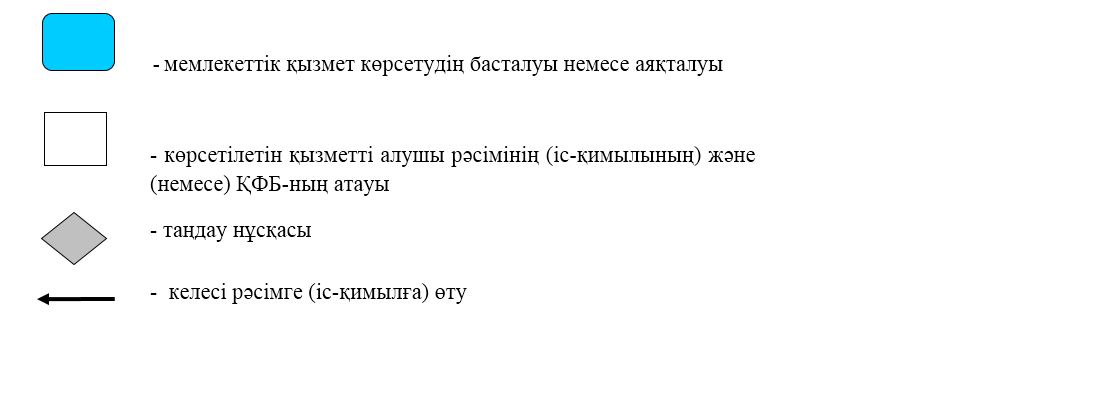 - мемлекеттік қызмет көрсетудің басталуы немесе аяқталуы
- көрсетілетін қызметті алушы рәсімінің (іс-қимылының) және
(немесе) ҚФБ-ның атауы
- таңдау нұсқасы
- келесі рәсімге (іс-қимылға) өту